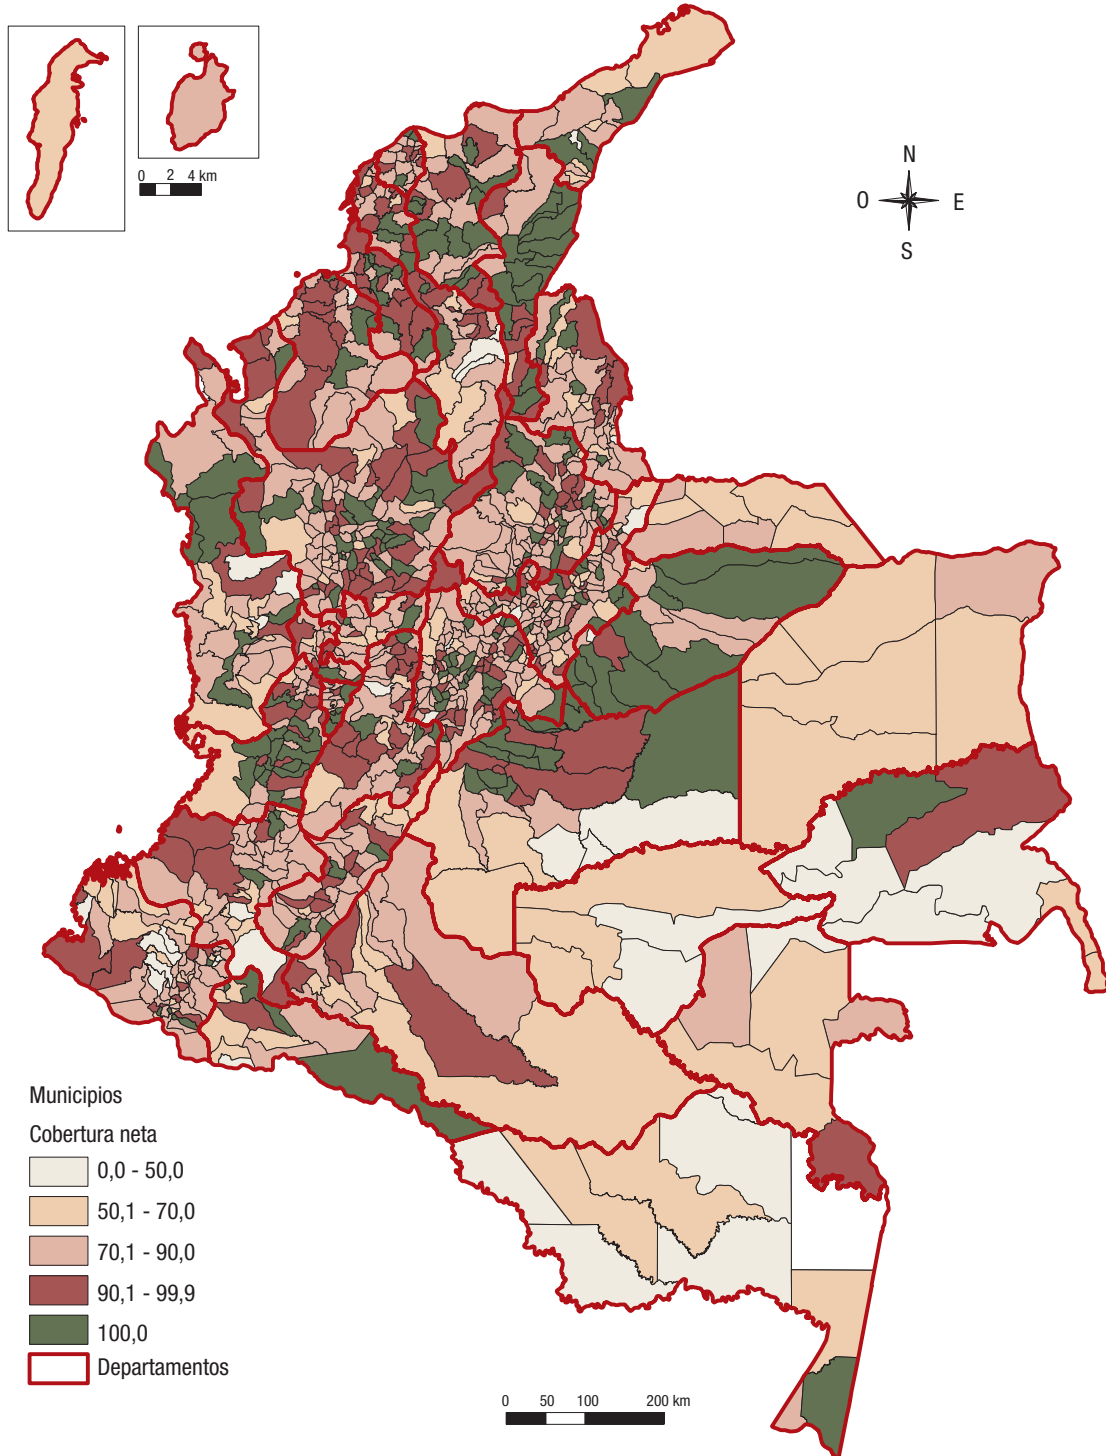 0 2 4 km
N
O E
S
Municipios
Cobertura neta
0,0 - 50,0
50,1 - 70,0
70,1 - 90,0
90,1 - 99,9
100,0
Departamentos
0 50 100 200 km